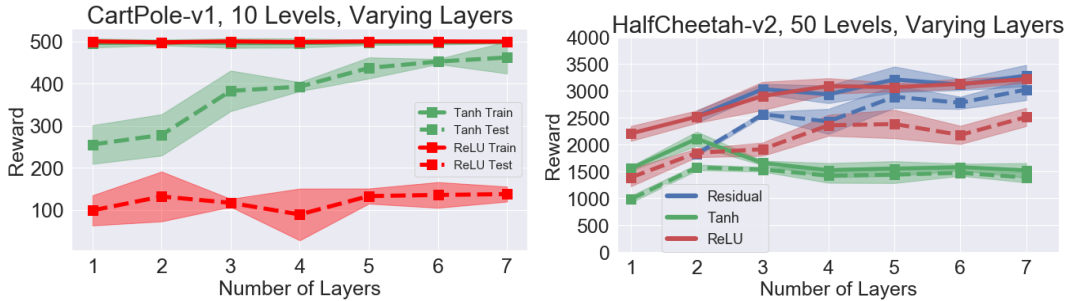 CartPole-v1, 10 Levels, Varying Layers
500
400
300
200
100
Reward
Tanh Train
Tanh Test
ReLU Train
ReLU Test
1 2 3 4 5 6 7
Number of Layers
HalfCheetah-v2, 50 Levels, Varying Layers
4000
3500
3000
2500
2000
1500
1000
500
0
Reward
Residual
Tanh
ReLU
1 2 3 4 5 6 7
Number of Layers